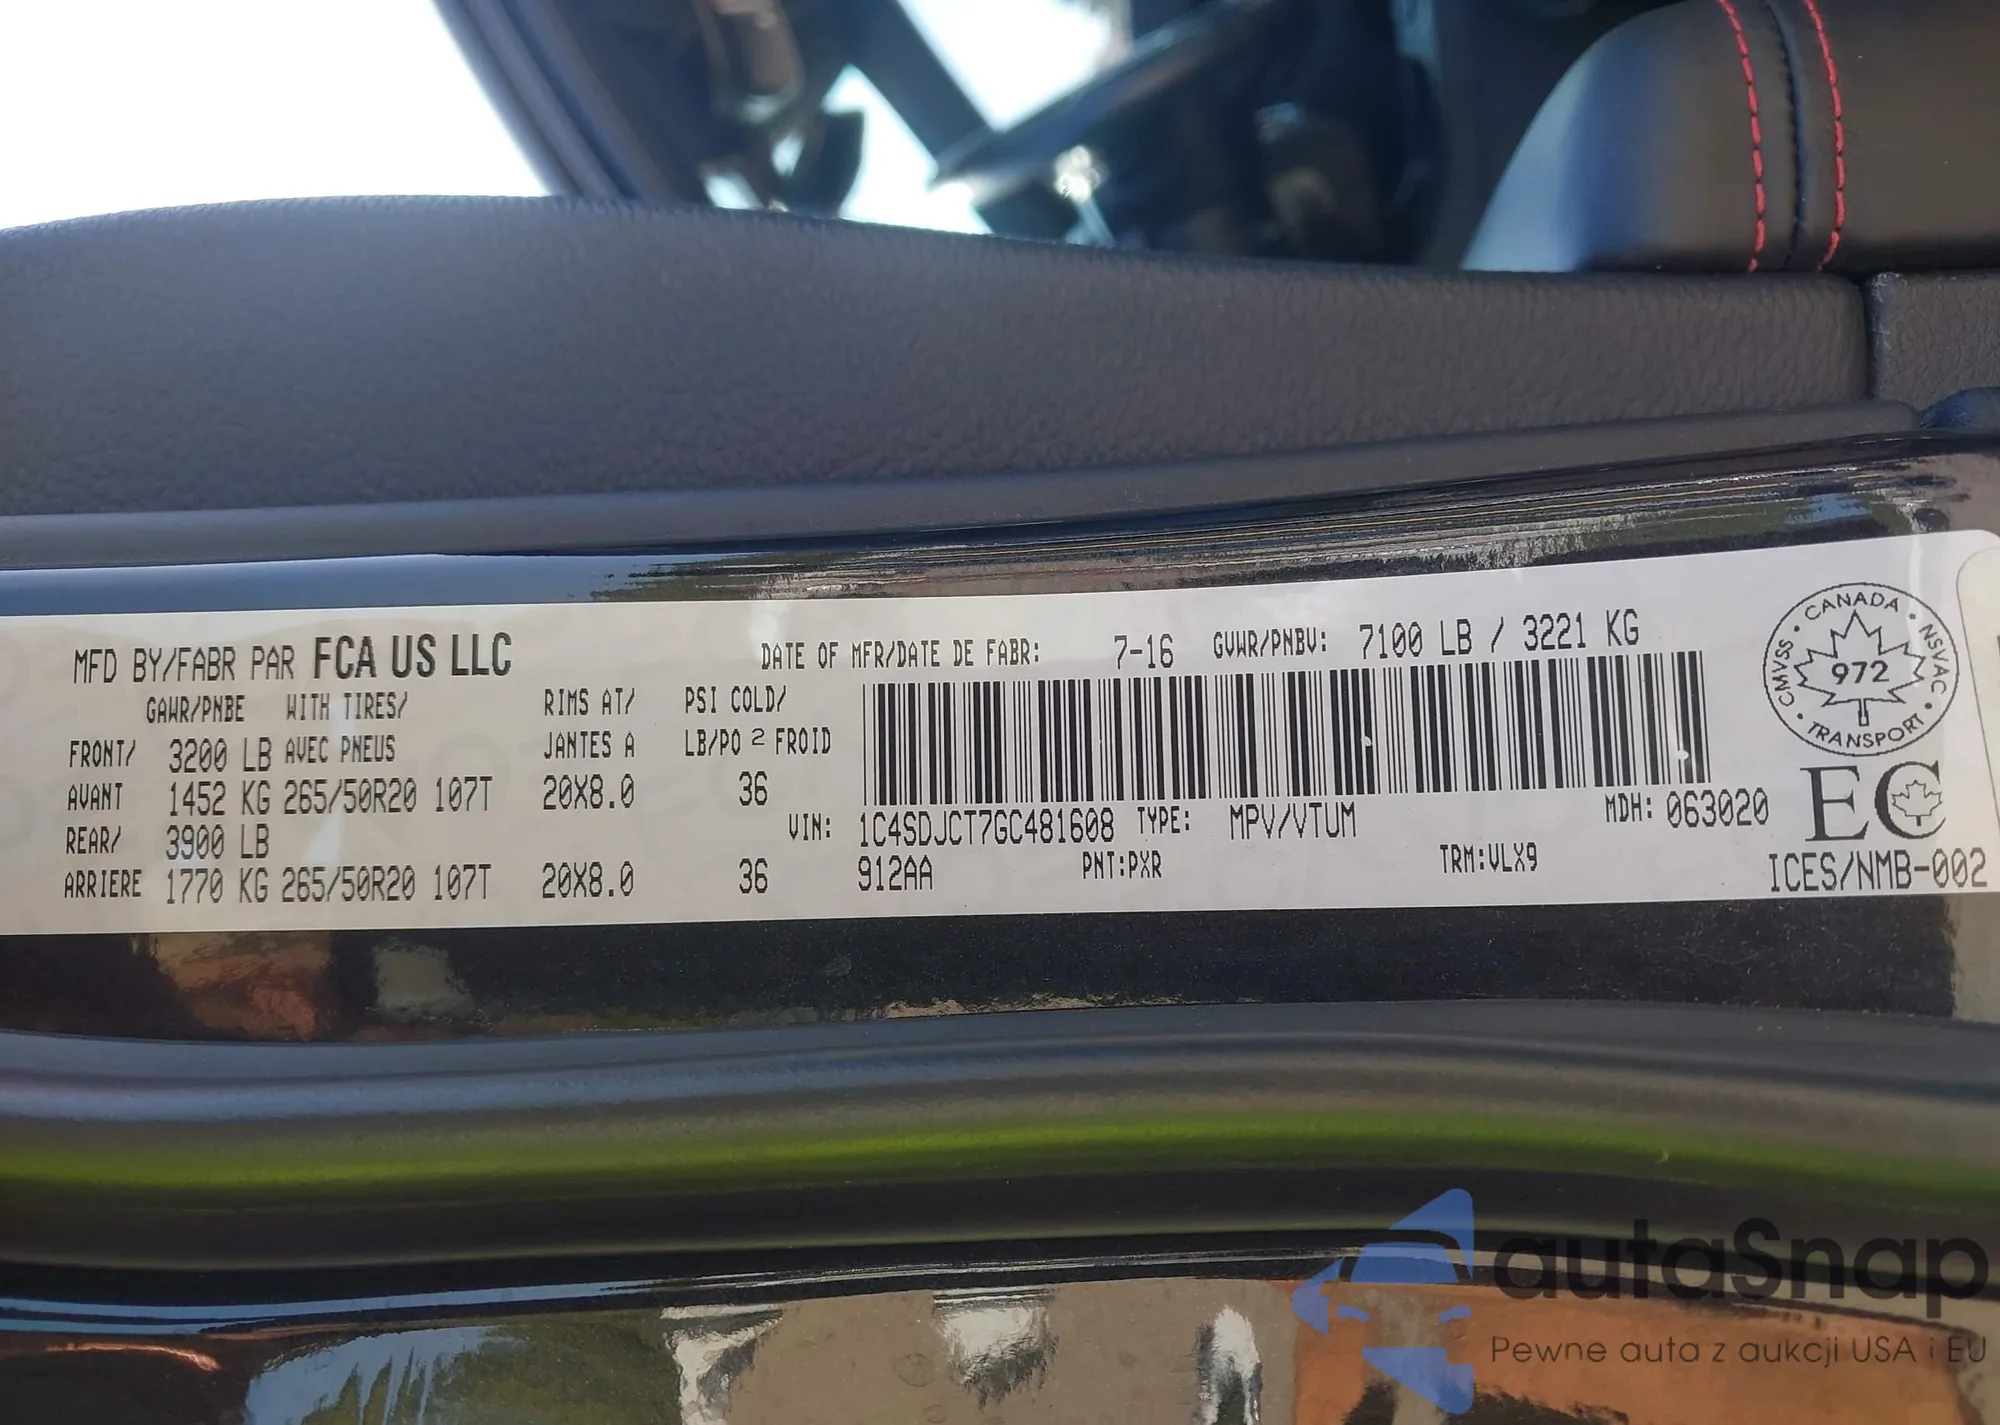 MFD BY/FABR PAR FCA US LLC
DATE OF MFR/DATE DE FABR: 7-16 GVWR/PNBV: 7100 LB / 3221 KG
GAWR/PNBE WITH TIRES/ RIMS AT/ PSI COLD/
FRONT/ 3200 LB AVEC PNEUS JANTES A LB/PO 2 FROID
AVANT 1452 KG 265/50R20 107T 20X8.0 36
REAR/ 3900 LB
ARRIERE 1770 KG 265/50R20 107T 20X8.0 36
VIN: 1C4SDJCT7GC481608 TYPE: MPV/VTUM MDH: 063020
912AA PNT:PXR TRM:VLX9
CANADA
CMVSS
972
NSVAC
TRANSPORT
EC
ICES/NMB-002
autaSnap
Pewne auta z aukcji USA i EU